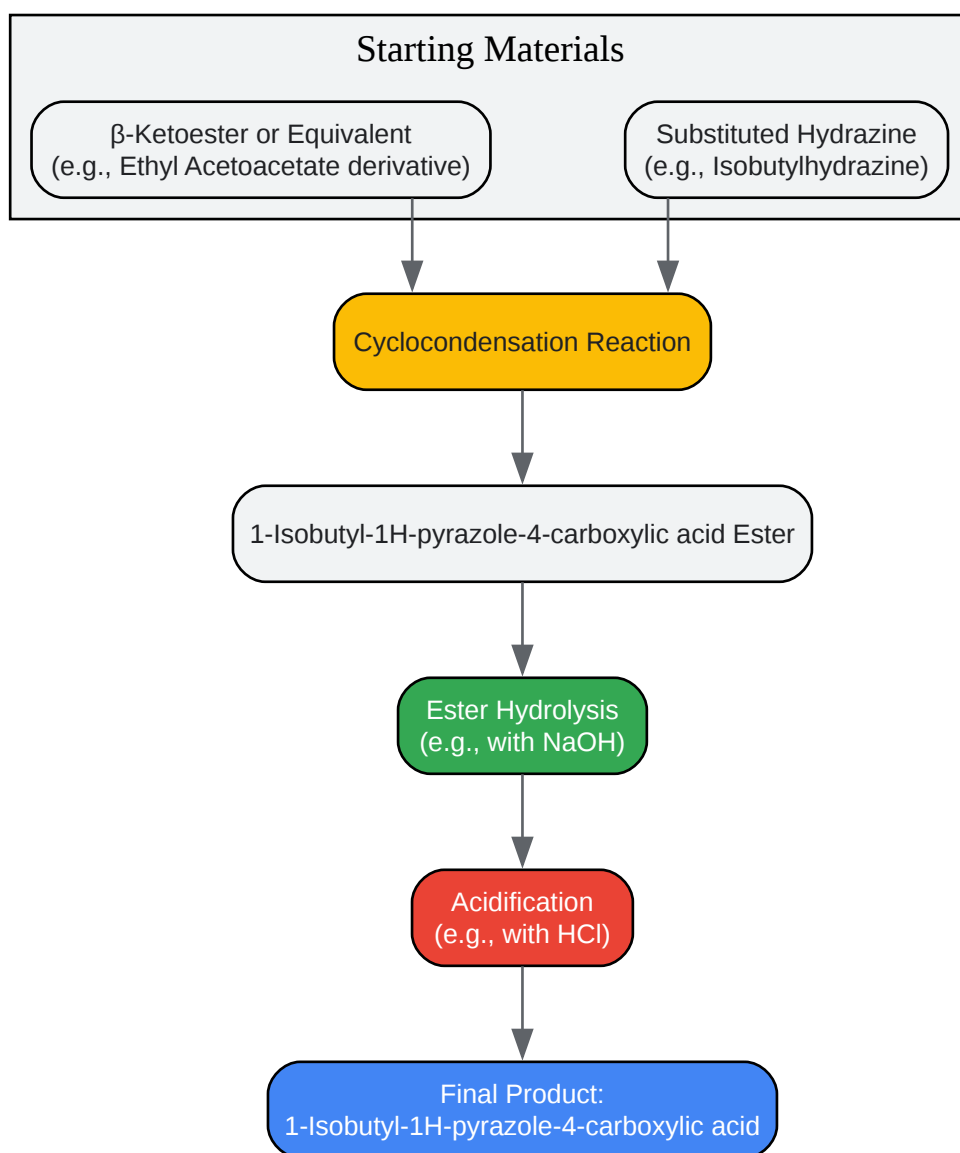 Starting Materials
β-Ketoester or Equivalent
(e.g., Ethyl Acetoacetate derivative)
Substituted Hydrazine
(e.g., Isobutylhydrazine)
Cyclocondensation Reaction
1-Isobutyl-1H-pyrazole-4-carboxylic acid Ester
Ester Hydrolysis
(e.g., with NaOH)
Acidification
(e.g., with HCl)
Final Product:
1-Isobutyl-1H-pyrazole-4-carboxylic acid